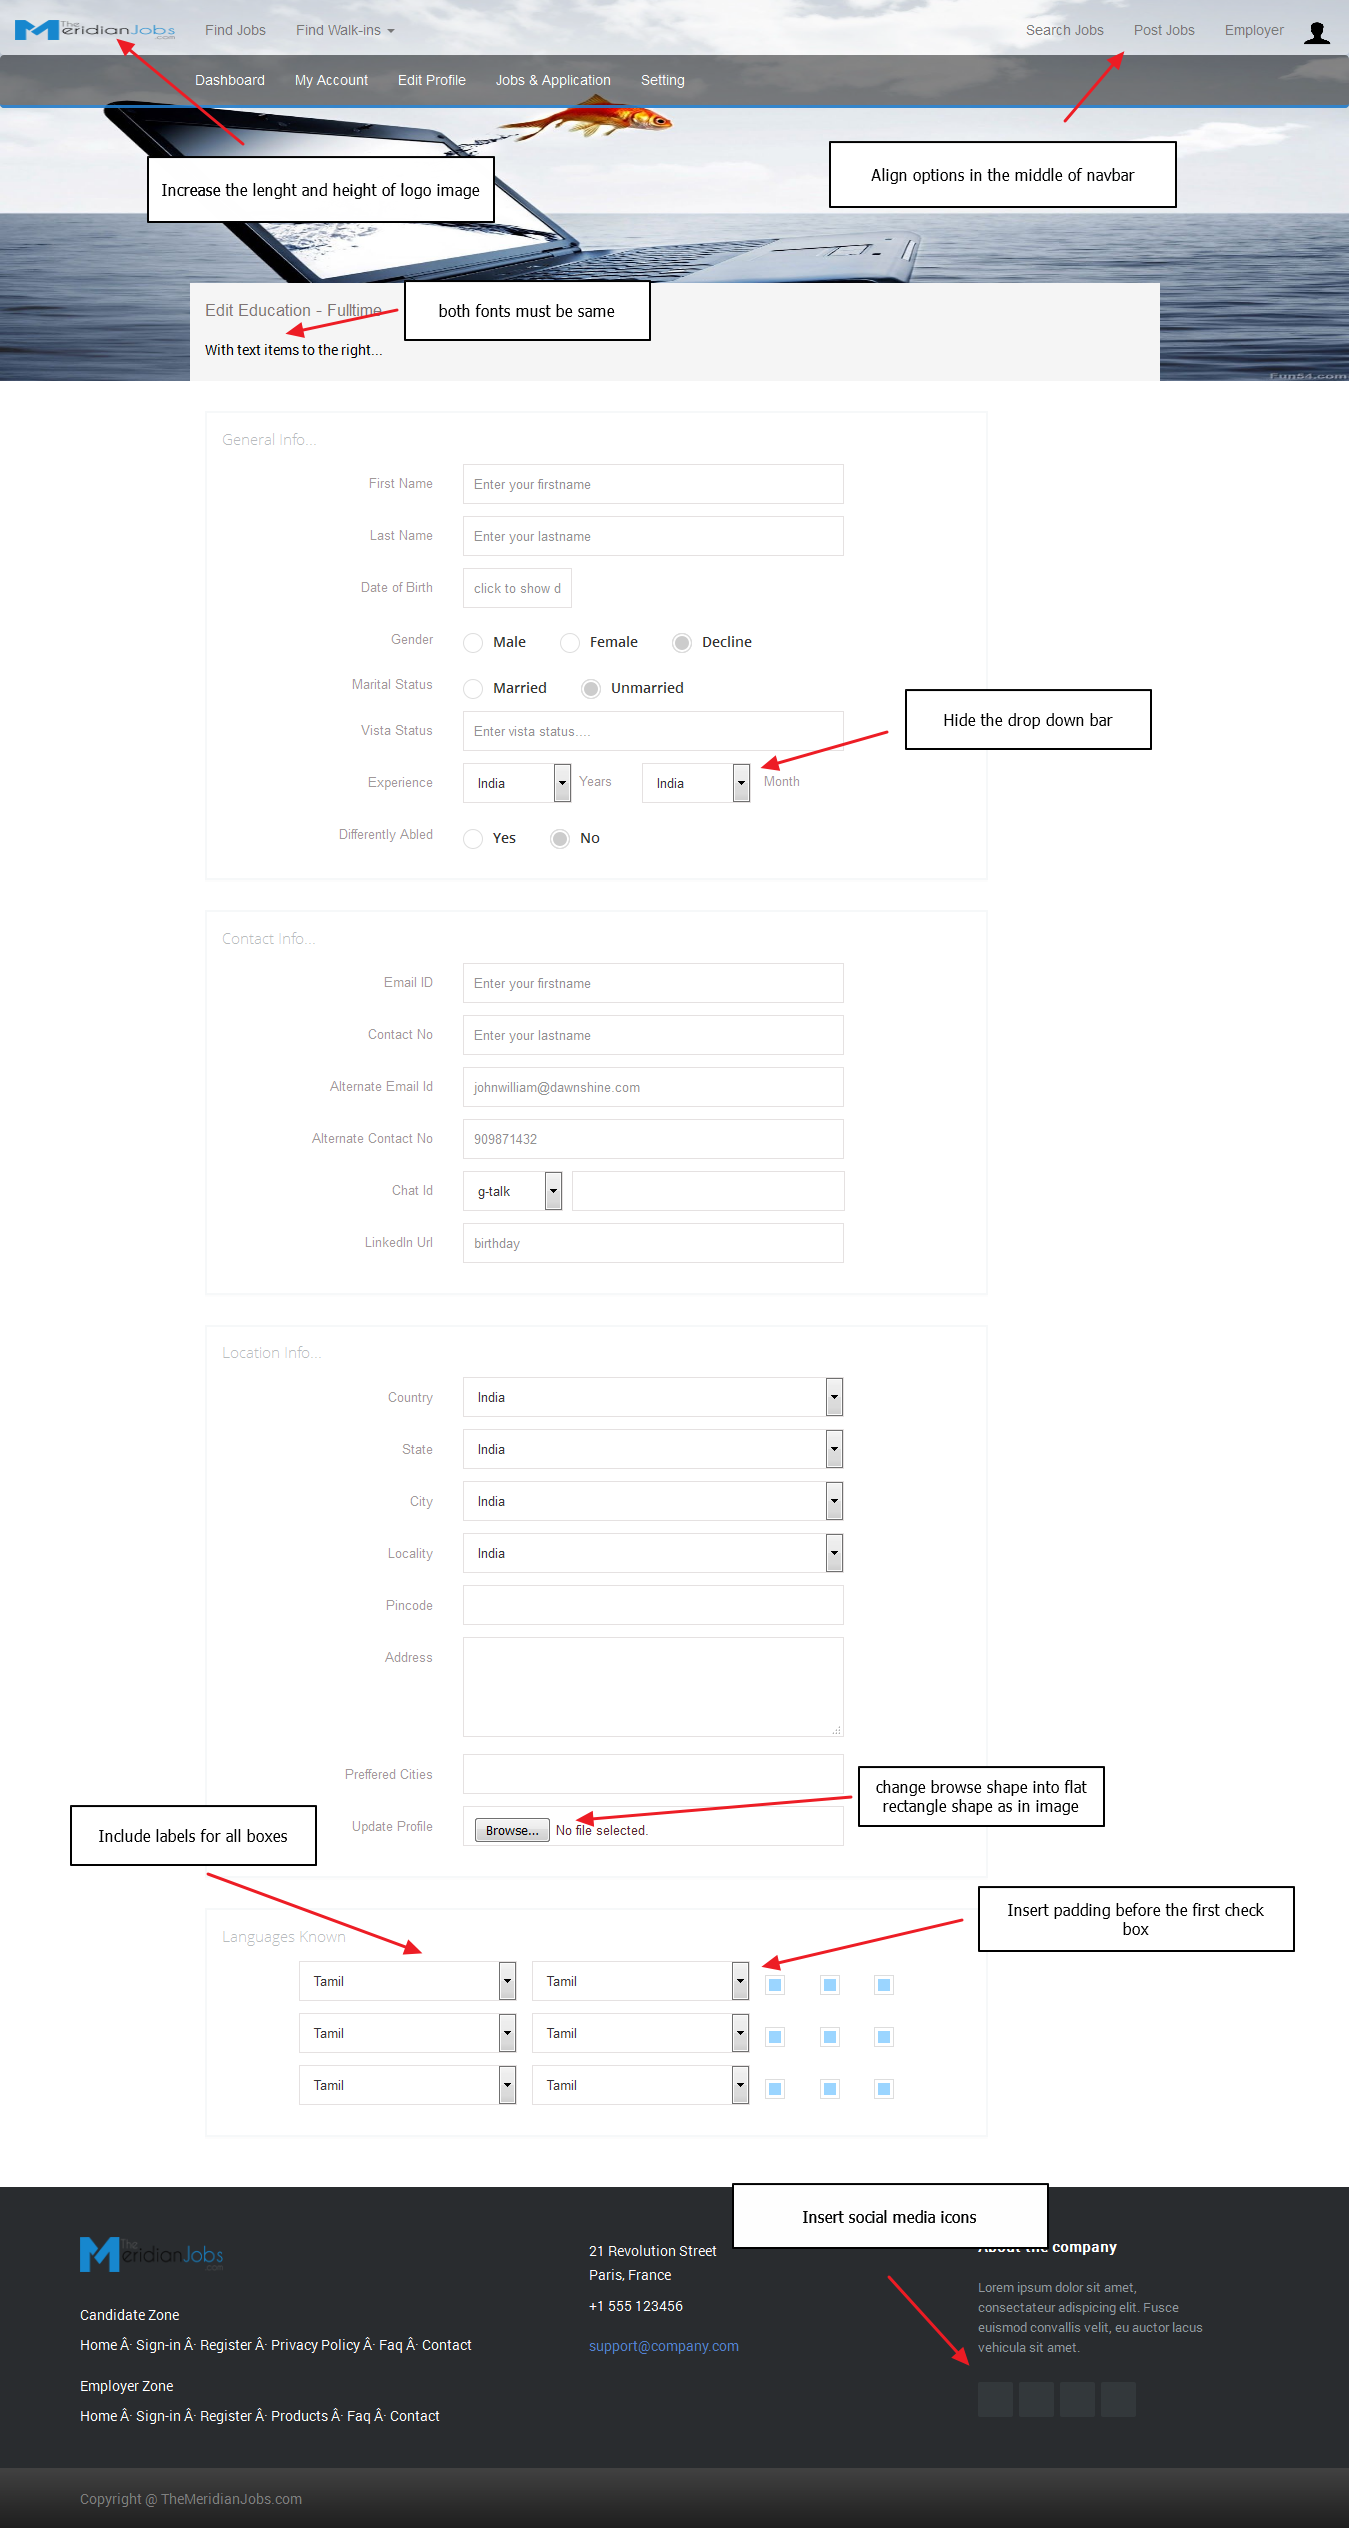 The
MeridianJobs
.com
Find Jobs
Find Walk-ins
Search Jobs
Post Jobs
Employer
Dashboard
My Account
Edit Profile
Jobs & Application
Setting
Increase the lenght and height of logo image
Align options in the middle of navbar
Edit Education - Fulltime
both fonts must be same
With text items to the right...
Fun54.com
General Info...
First Name
Enter your firstname
Last Name
Enter your lastname
Date of Birth
click to show d
Gender
Male
Female
Decline
Marital Status
Married
Unmarried
Hide the drop down bar
Vista Status
Enter vista status....
Experience
India
Years
India
Month
Differently Abled
Yes
No
Contact Info...
Email ID
Enter your firstname
Contact No
Enter your lastname
Alternate Email Id
johnwilliam@dawnshine.com
Alternate Contact No
909871432
Chat Id
g-talk
LinkedIn Url
birthday
Location Info...
Country
India
State
India
City
India
Locality
India
Pincode
Address
Preffered Cities
change browse shape into flat
rectangle shape as in image
Update Profile
Browse...
No file selected.
Include labels for all boxes
Insert padding before the first check
box
Languages Known
Tamil
Tamil
Tamil
Tamil
Tamil
Tamil
Insert social media icons
The
MeridianJobs
.com
Candidate Zone
Home Â· Sign-in Â· Register Â· Privacy Policy Â· Faq Â· Contact
Employer Zone
Home Â· Sign-in Â· Register Â· Products Â· Faq Â· Contact
21 Revolution Street
Paris, France
+1 555 123456
support@company.com
About the company
Lorem ipsum dolor sit amet,
consectateur adispicing elit. Fusce
euismod convallis velit, eu auctor lacus
vehicula sit amet.
Copyright @ TheMeridianJobs.com